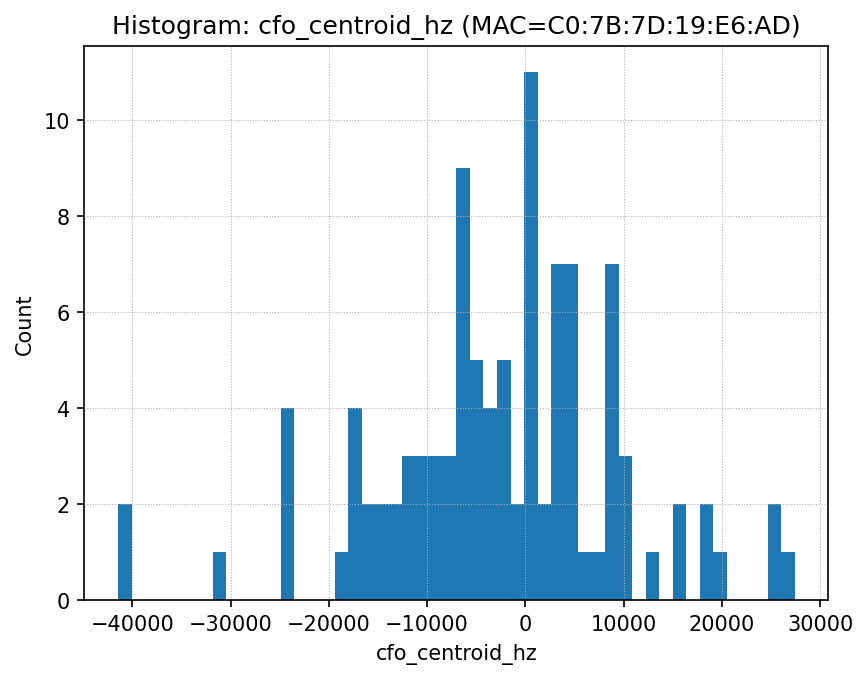 Histogram: cfo_centroid_hz (MAC=C0:7B:7D:19:E6:AD)
Count
10
8
6
4
2
0
−40000 −30000 −20000 −10000 0 10000 20000 30000
cfo_centroid_hz